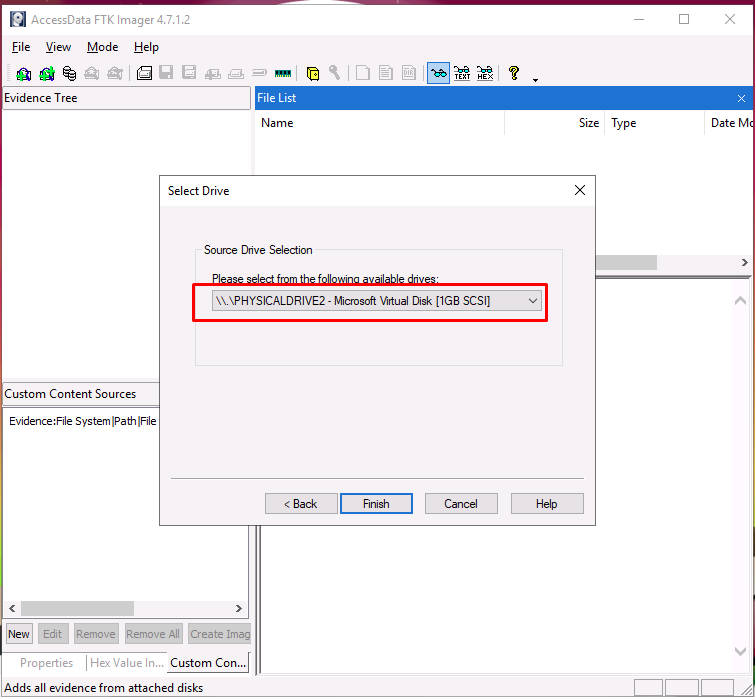 AccessData FTK Imager 4.7.1.2
File View Mode Help
TEXT HEX
Evidence Tree
File List
Name Size Type Date Mo
Select Drive
Source Drive Selection
Please select from the following available drives:
\\.\PHYSICALDRIVE2 - Microsoft Virtual Disk [1GB SCSI]
< Back Finish Cancel Help
Custom Content Sources
Evidence:File System|Path|File
New Edit Remove Remove All Create Imag
Properties Hex Value In... Custom Con...
Adds all evidence from attached disks